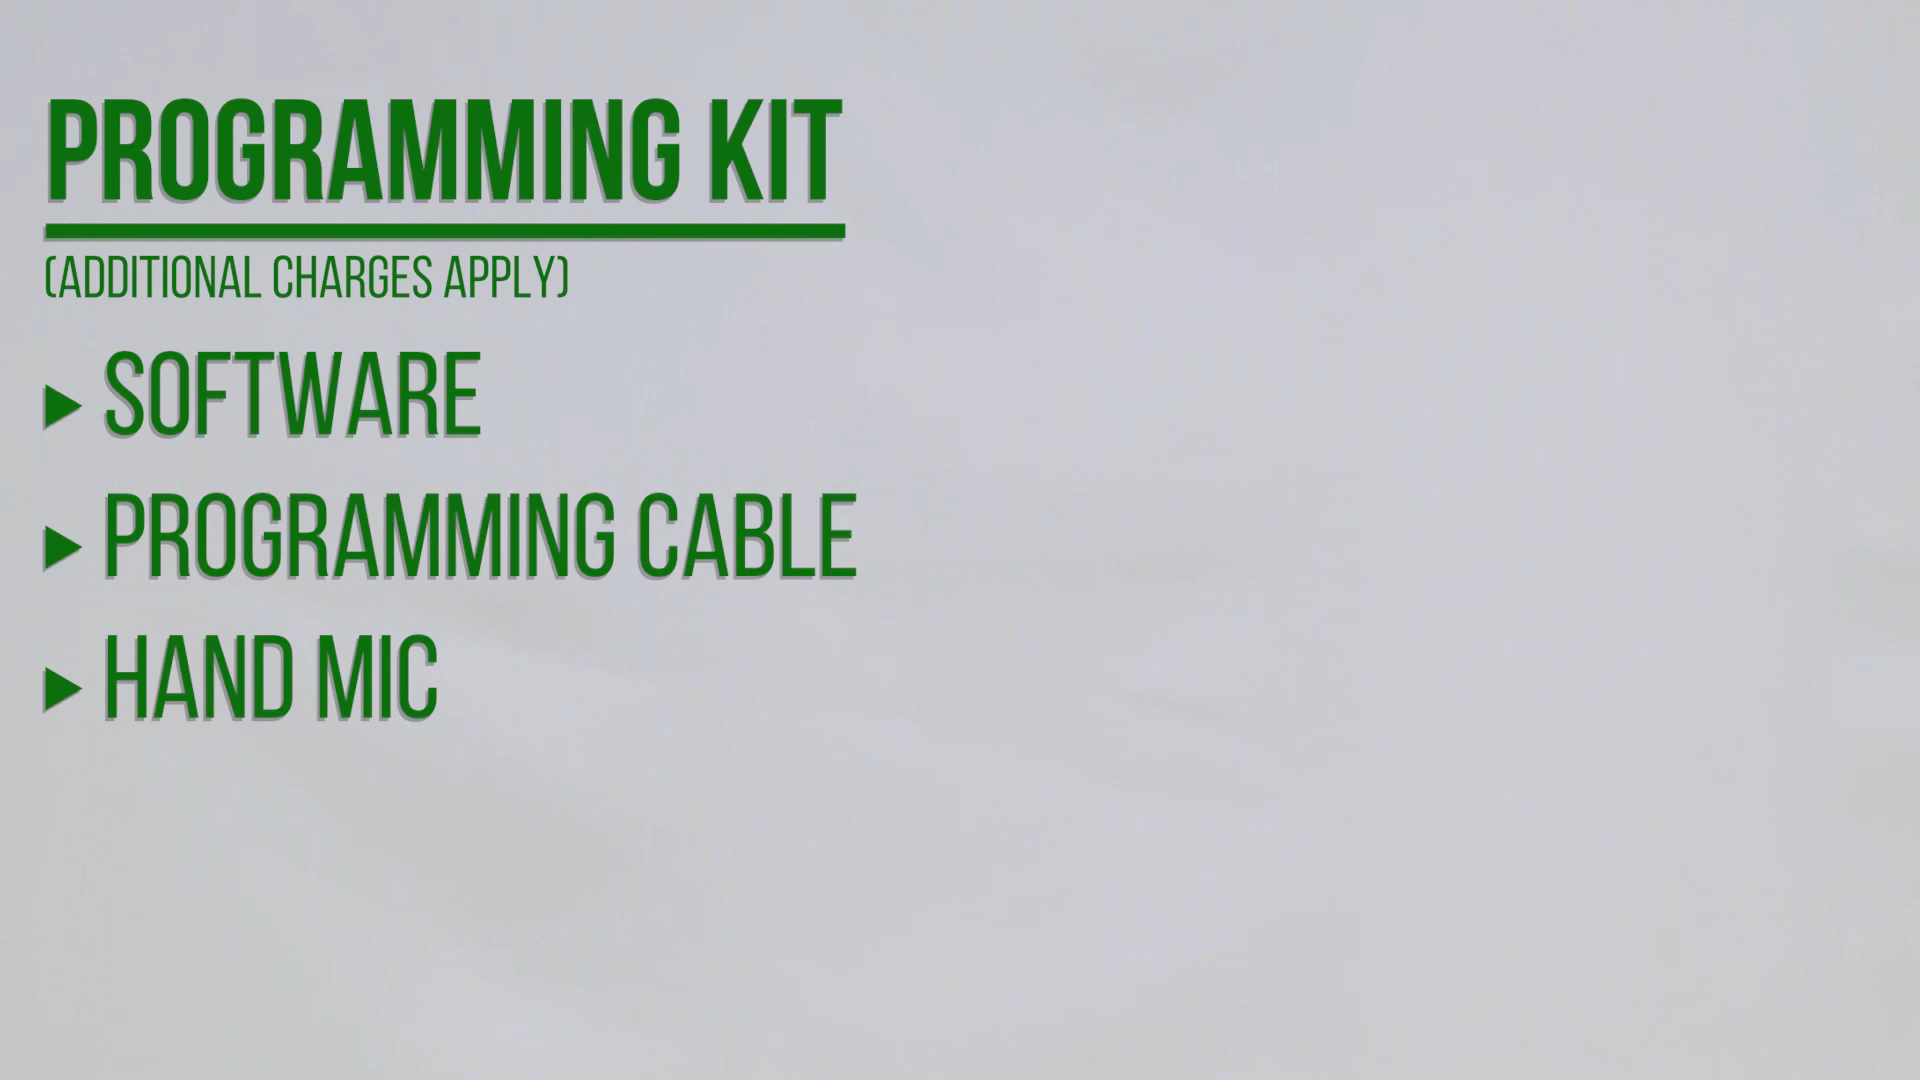 PROGRAMMING KIT
(ADDITIONAL CHARGES APPLY)
SOFTWARE
PROGRAMMING CABLE
HAND MIC